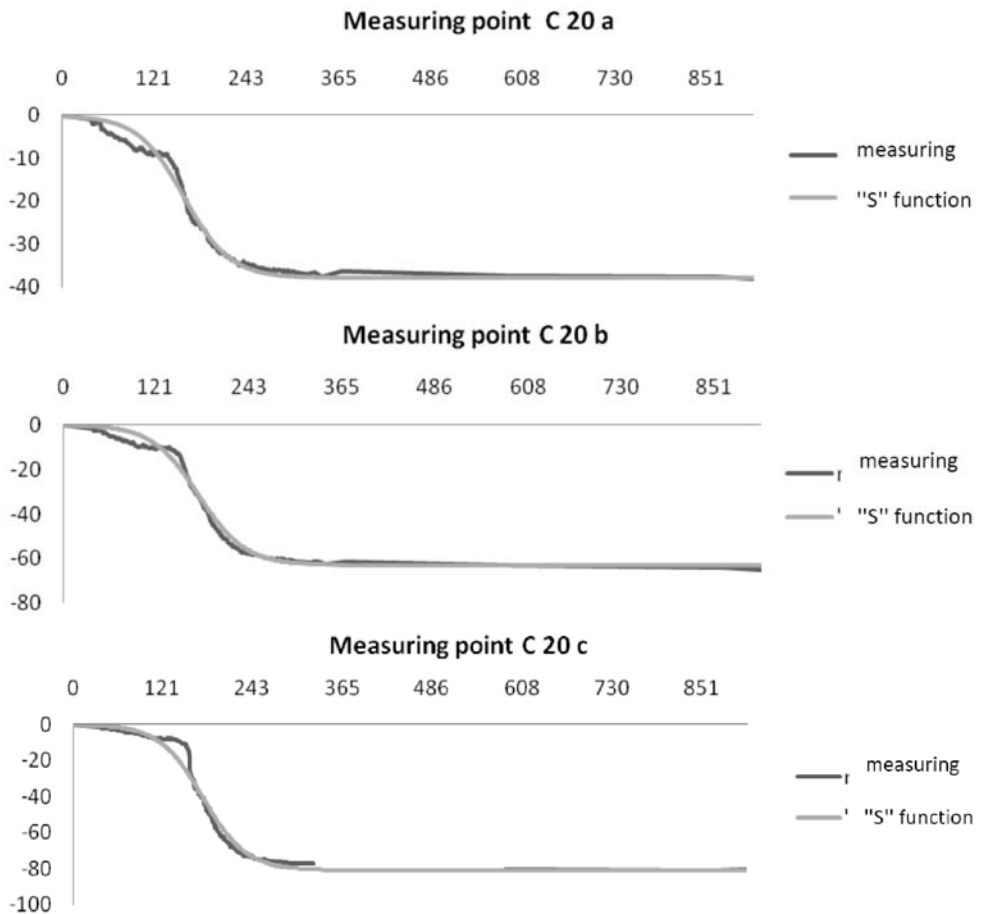 Measuring point C 20 a
0 121 243 365 486 608 730 851
0
-10
-20
-30
-40
measuring
"S" function
Measuring point C 20 b
0 121 243 365 486 608 730 851
0
-20
-40
-60
-80
measuring
"S" function
Measuring point C 20 c
0 121 243 365 486 608 730 851
0
-20
-40
-60
-80
-100
measuring
"S" function